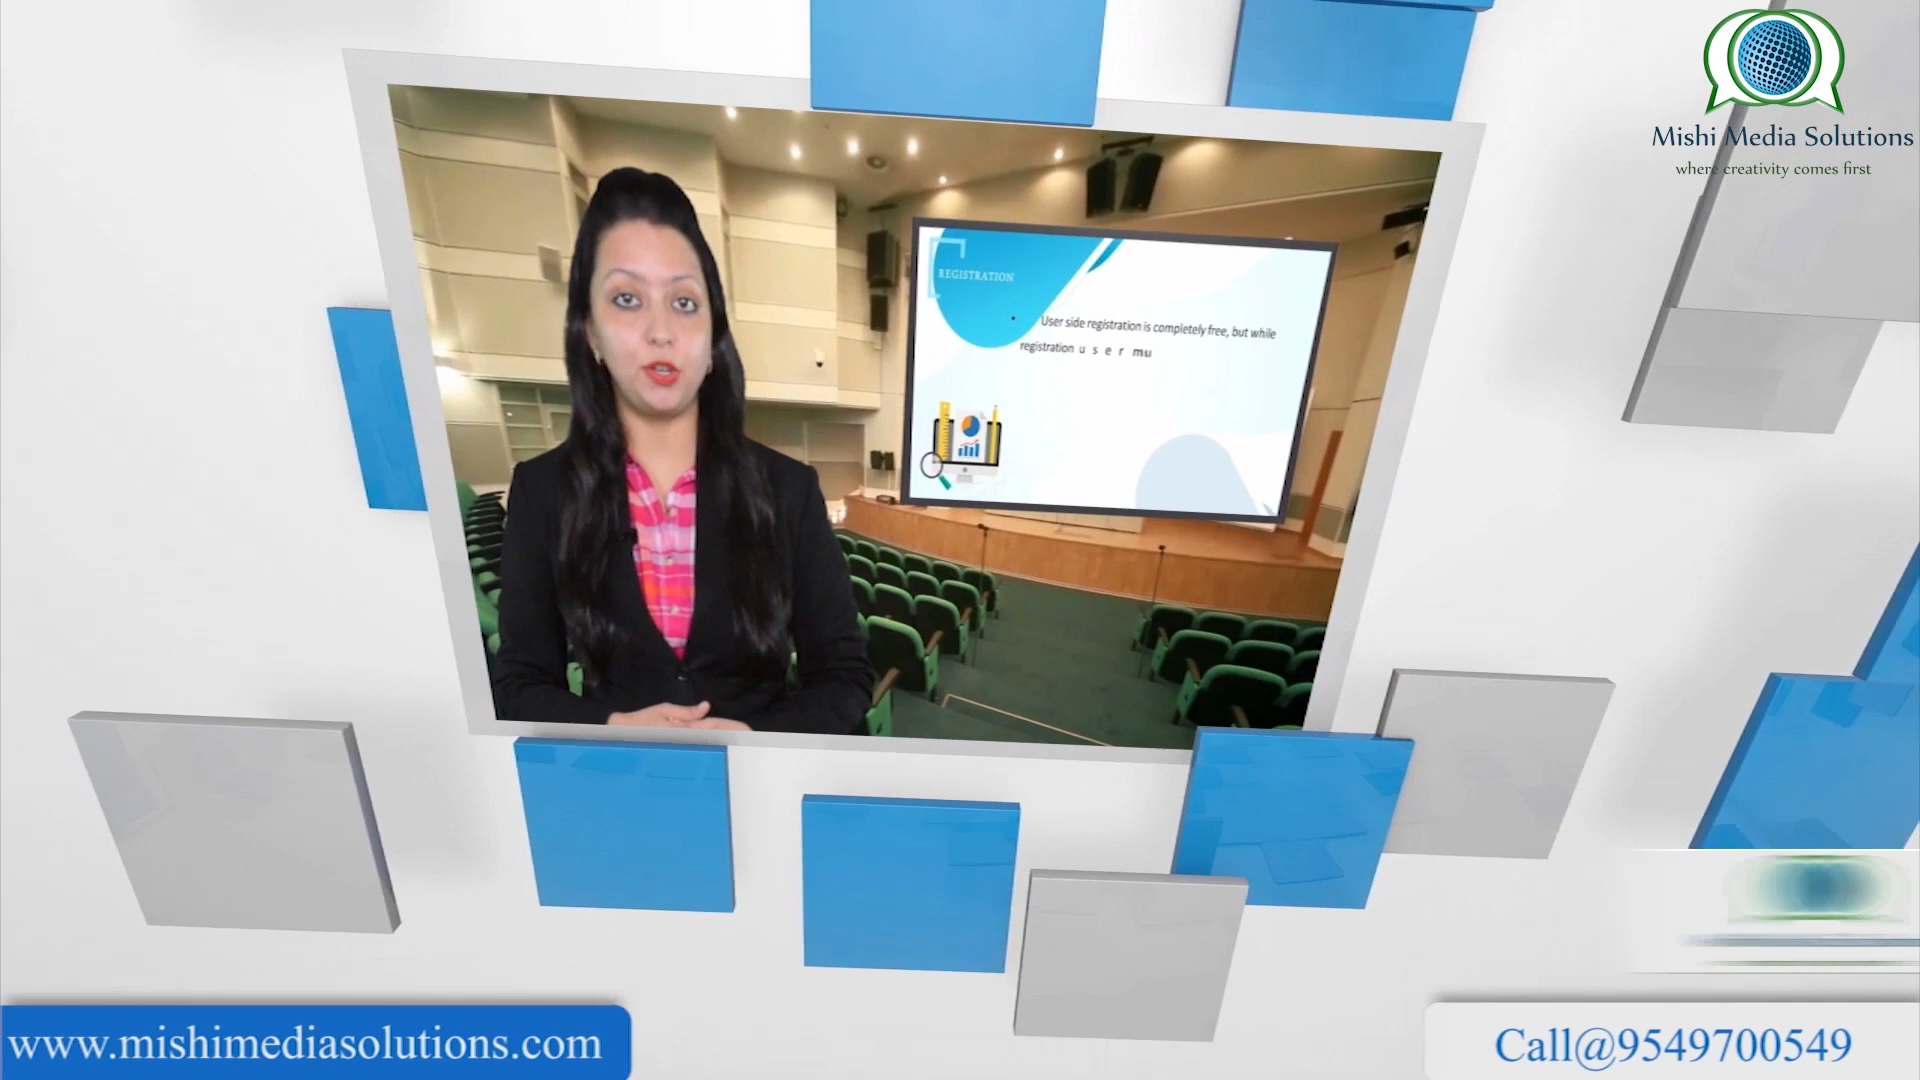 Mishi Media Solutions
where creativity comes first
REGISTRATION
• User side registration is completely free, but while
registration u s e r mu
www.mishimediasolutions.com
Call@9549700549